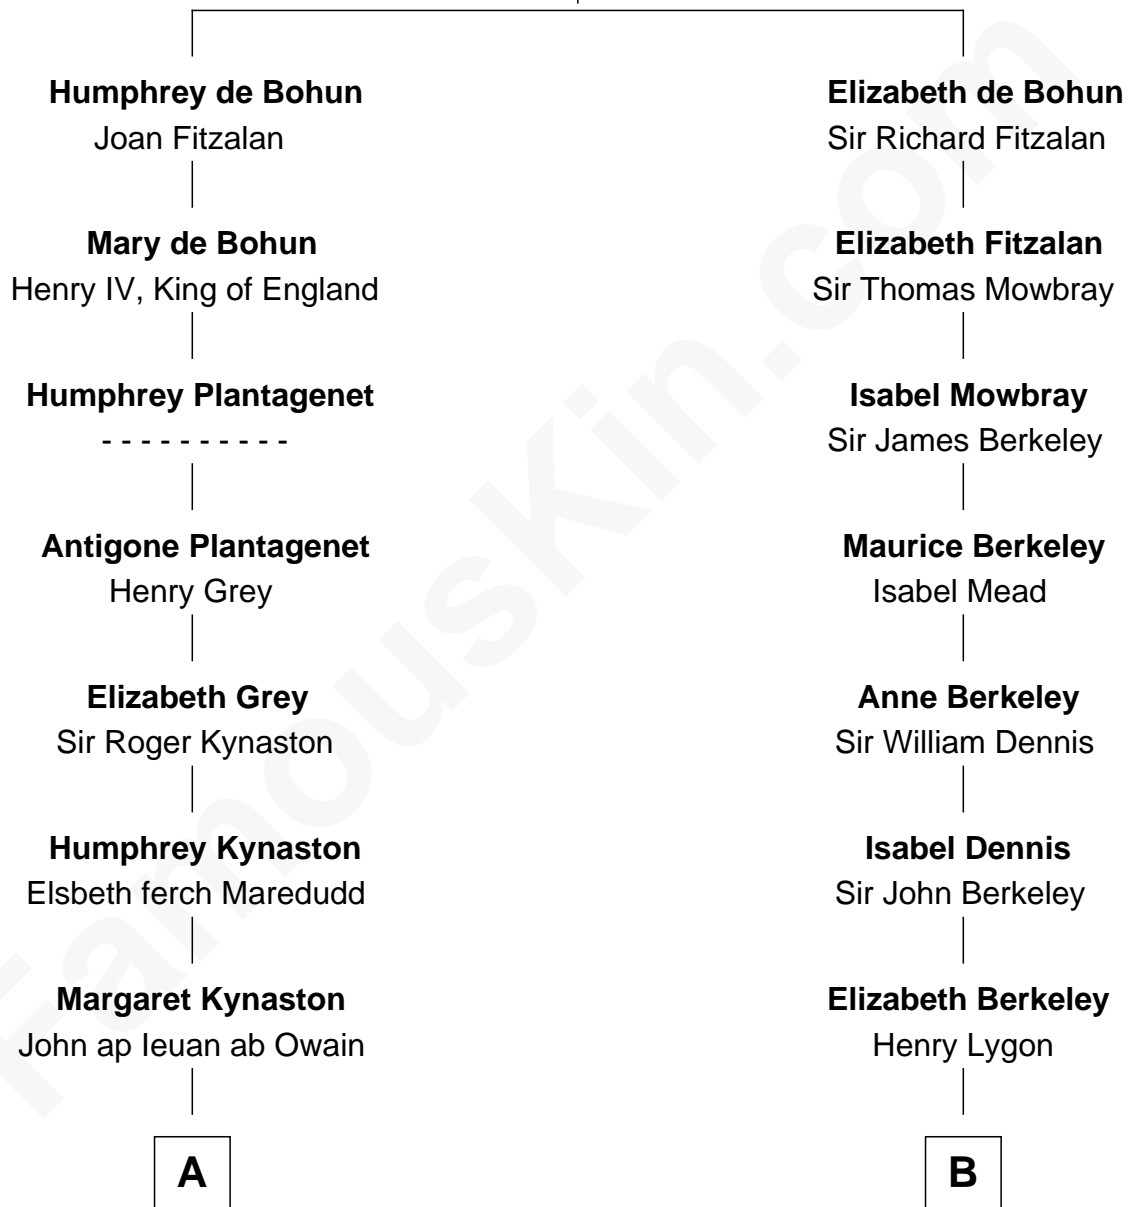 Humphrey de Bohun
Joan Fitzalan
Mary de Bohun
Henry IV, King of England
Humphrey Plantagenet
- - - - - - - - - -
Antigone Plantagenet
Henry Grey
Elizabeth Grey
Sir Roger Kynaston
Humphrey Kynaston
Elsbeth ferch Maredudd
Margaret Kynaston
John ap Ieuan ab Owain
A
Elizabeth de Bohun
Sir Richard Fitzalan
Elizabeth Fitzalan
Sir Thomas Mowbray
Isabel Mowbray
Sir James Berkeley
Maurice Berkeley
Isabel Mead
Anne Berkeley
Sir William Dennis
Isabel Dennis
Sir John Berkeley
Elizabeth Berkeley
Henry Lygon
B
FamousKin.com